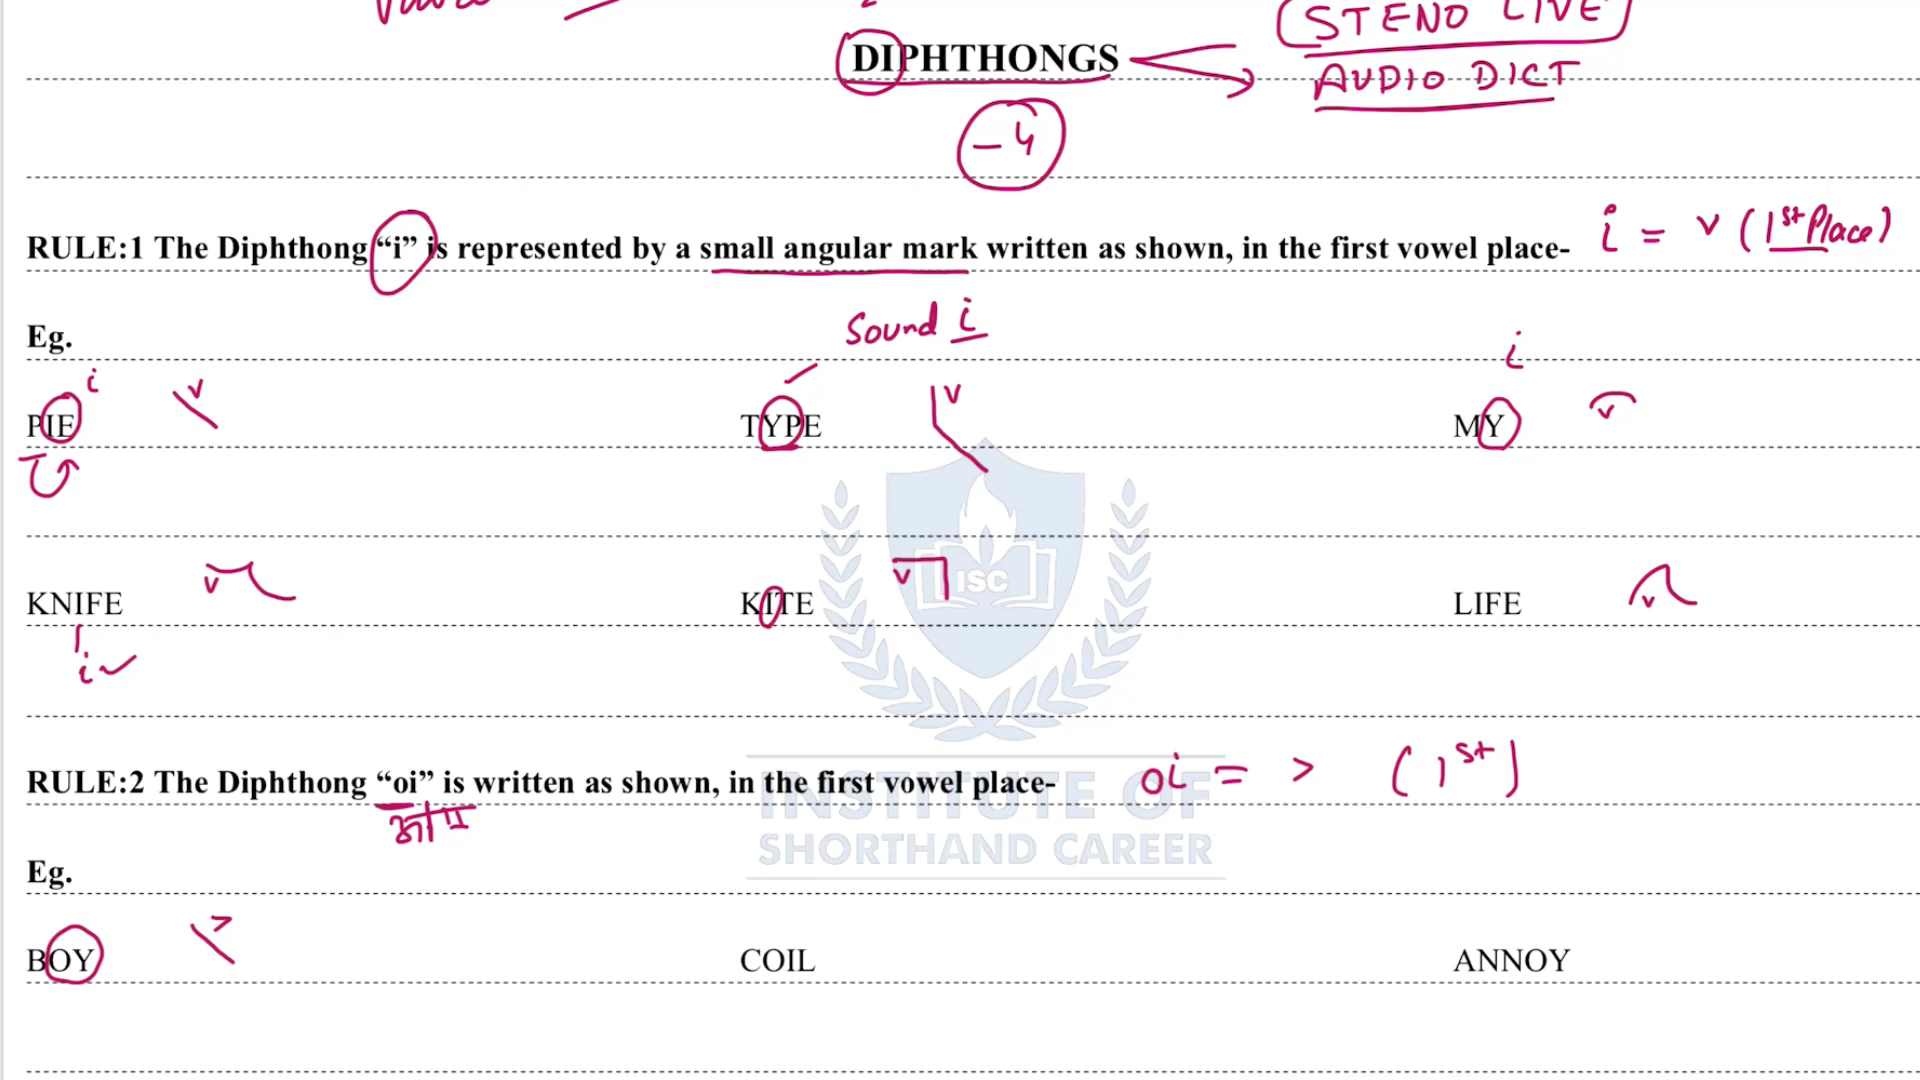 STENO LIVE
DIPHTHONGS
AUDIO DICT
- 4
RULE:1 The Diphthong “i” is represented by a small angular mark written as shown, in the first vowel place- i = v (1st Place)
Eg. Sound i
i i
PIE TYPE MY
KNIFE KITE LIFE
i
ISC
RULE:2 The Diphthong “oi” is written as shown, in the first vowel place- oi = > (1st)
INSTITUTE OF
SHORTHAND CAREER
Eg.
BOY COIL ANNOY